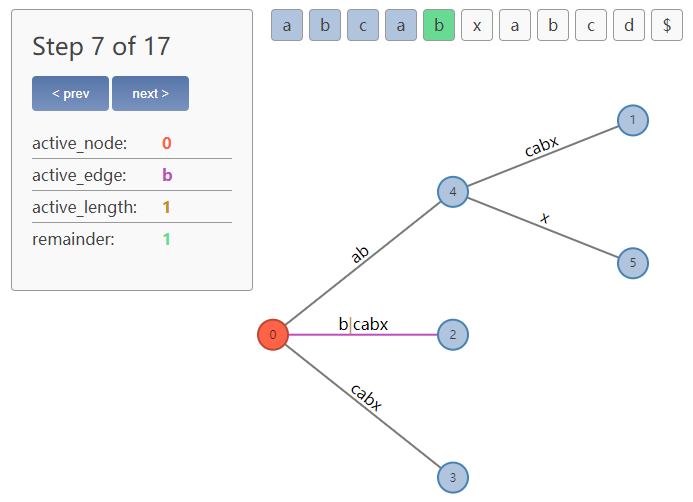 Step 7 of 17
< prev next >
active_node: 0
active_edge: b
active_length: 1
remainder: 1
a b c a b x a b c d $
1
cabx
4
x
ab
5
0
b|cabx
2
cabx
3